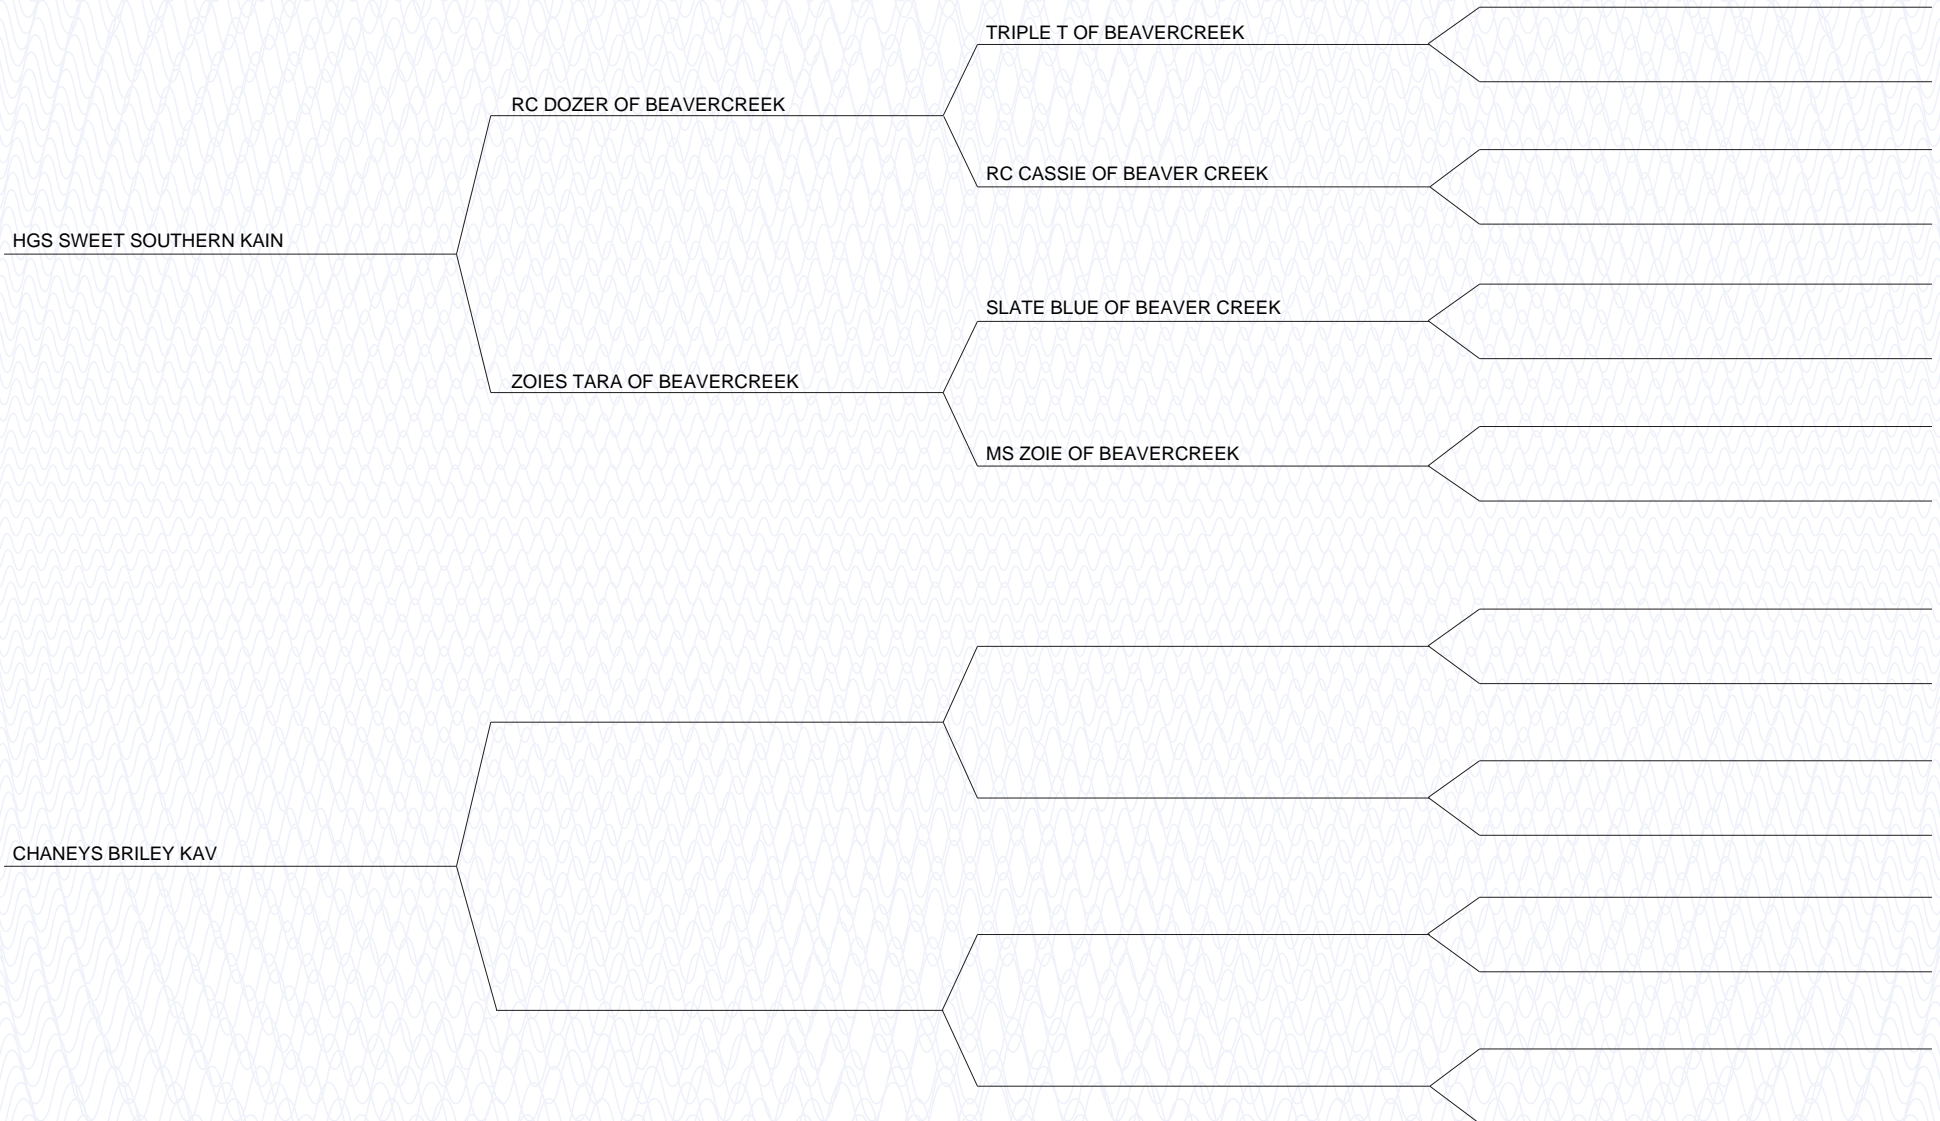 TRIPLE T OF BEAVERCREEK
RC DOZER OF BEAVERCREEK
RC CASSIE OF BEAVER CREEK
HGS SWEET SOUTHERN KAIN
SLATE BLUE OF BEAVER CREEK
ZOIES TARA OF BEAVERCREEK
MS ZOIE OF BEAVERCREEK
CHANEYS BRILEY KAV